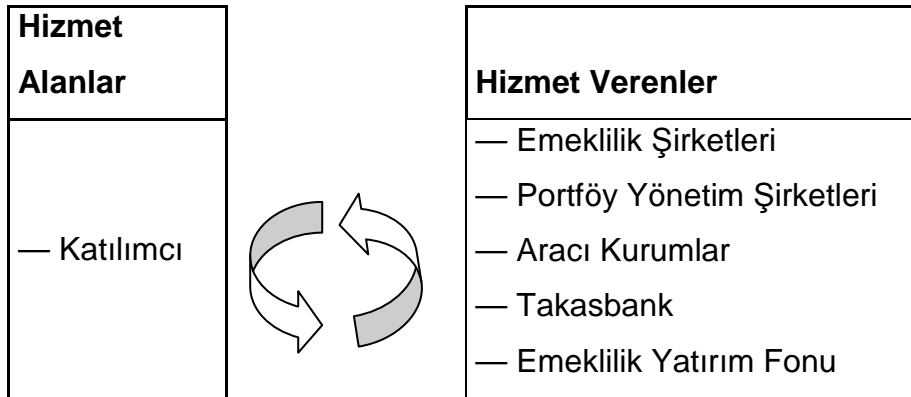 Hizmet
Alanlar
Hizmet Verenler
— Katılımcı
— Emeklilik Şirketleri
— Portföy Yönetim Şirketleri
— Aracı Kurumlar
— Takasbank
— Emeklilik Yatırım Fonu